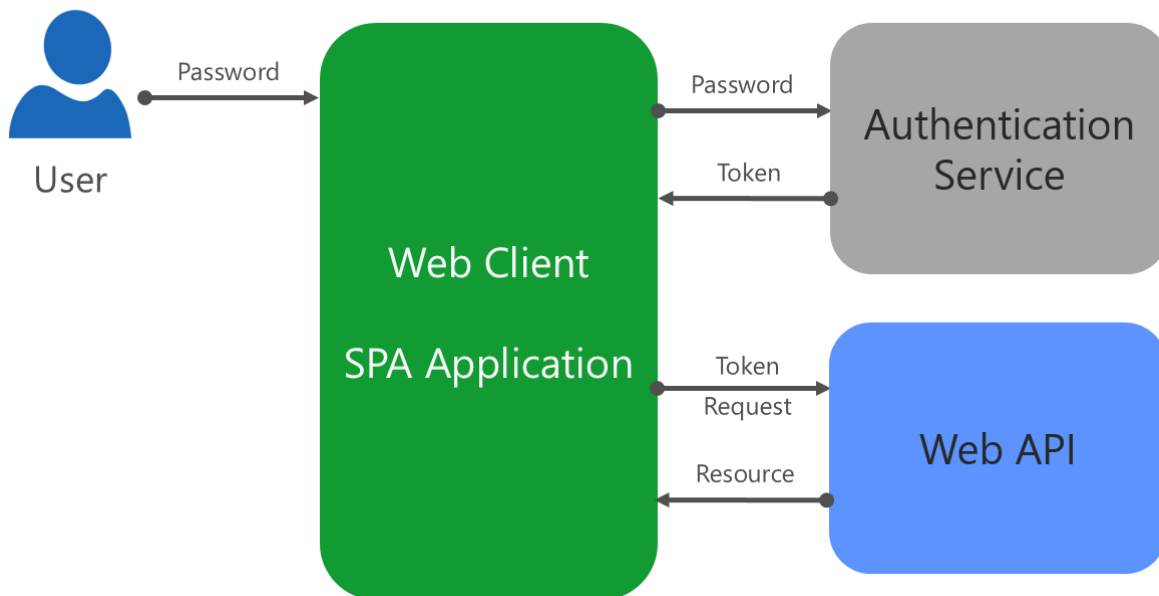 Password
User
Web Client
SPA Application
Password
Token
Authentication
Service
Token
Request
Resource
Web API